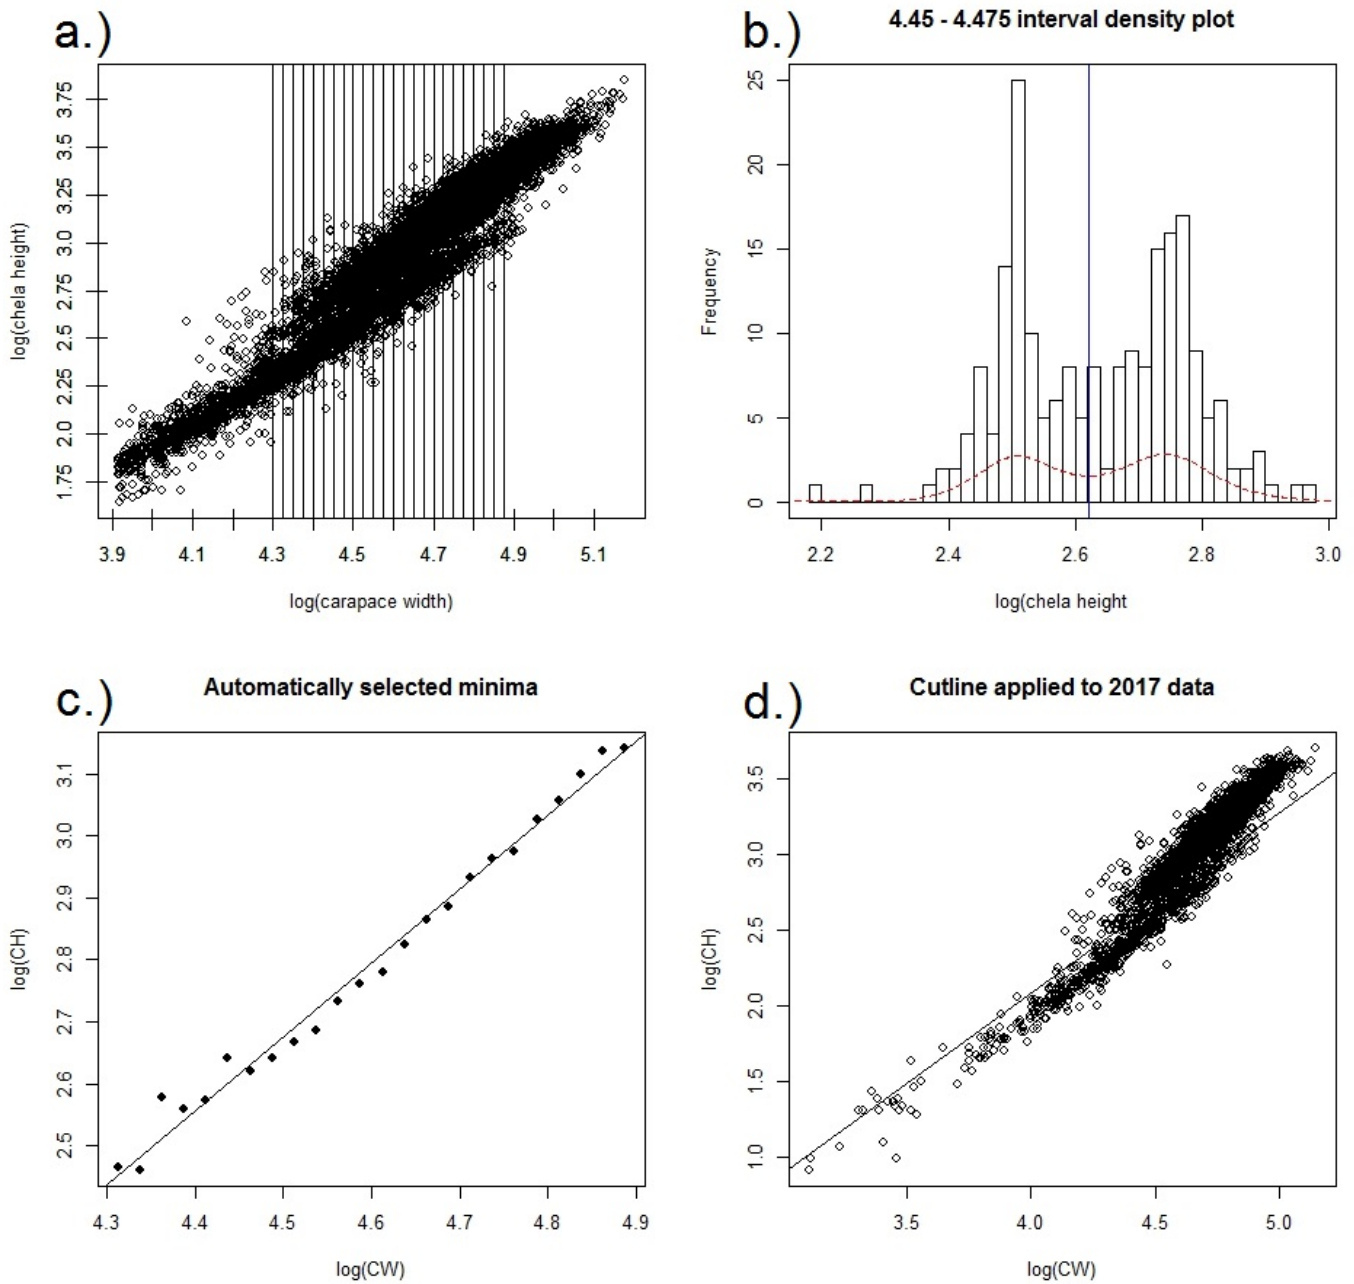 a.)
3.75
3.5
3.25
3.0
2.75
2.5
2.25
2.0
1.75
log(chela height)
3.9 4.1 4.3 4.5 4.7 4.9 5.1
log(carapace width)
b.)
4.45 - 4.475 interval density plot
25
20
15
10
5
0
Frequency
2.2 2.4 2.6 2.8 3.0
log(chela height
c.)
Automatically selected minima
3.1
3.0
2.9
2.8
2.7
2.6
2.5
log(CH)
4.3 4.4 4.5 4.6 4.7 4.8 4.9
log(CW)
d.)
Cutline applied to 2017 data
3.5
3.0
2.5
2.0
1.5
1.0
log(CH)
3.5 4.0 4.5 5.0
log(CW)